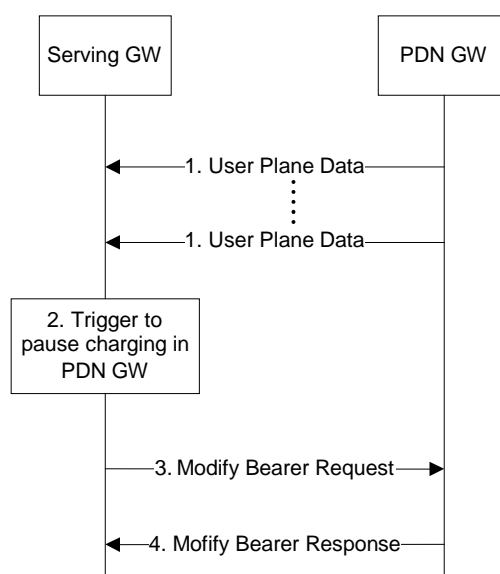 Serving GW
PDN GW
1. User Plane Data
1. User Plane Data
2. Trigger to
pause charging in
PDN GW
3. Modify Bearer Request
4. Mofify Bearer Response